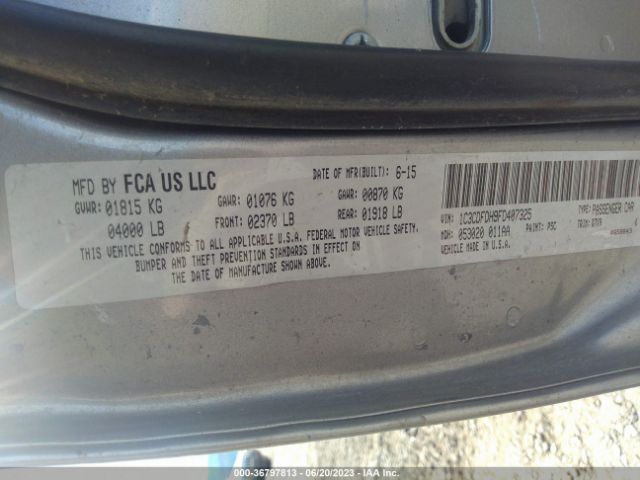 MFD BY FCA US LLC
DATE OF MFR(BUILT): 6-15
GVWR: 01815 KG
04000 LB
GAWR: 01076 KG
FRONT: 02370 LB
GAWR: 00870 KG
REAR: 01918 LB
THIS VEHICLE CONFORMS TO ALL APPLICABLE U.S.A. FEDERAL MOTOR VEHICLE SAFETY,
BUMPER AND THEFT PREVENTION STANDARDS IN EFFECT ON
THE DATE OF MANUFACTURE SHOWN ABOVE.
VIN: 1C3CDFDH9FD407325
TYPE: PASSENGER CAR
MDH: 053020 011AA
PAINT: PSC
TRIM:
VEHICLE MADE IN U.S.A.
000-36797813 - 06/20/2023 - IAA Inc.